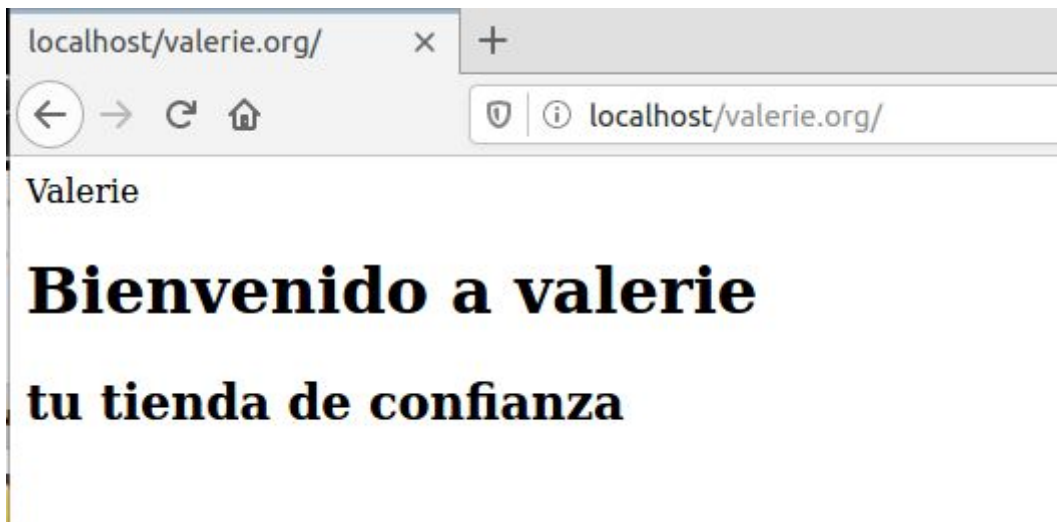 localhost/valerie.org/
localhost/valerie.org/
Valerie
Bienvenido a valerie
tu tienda de confianza